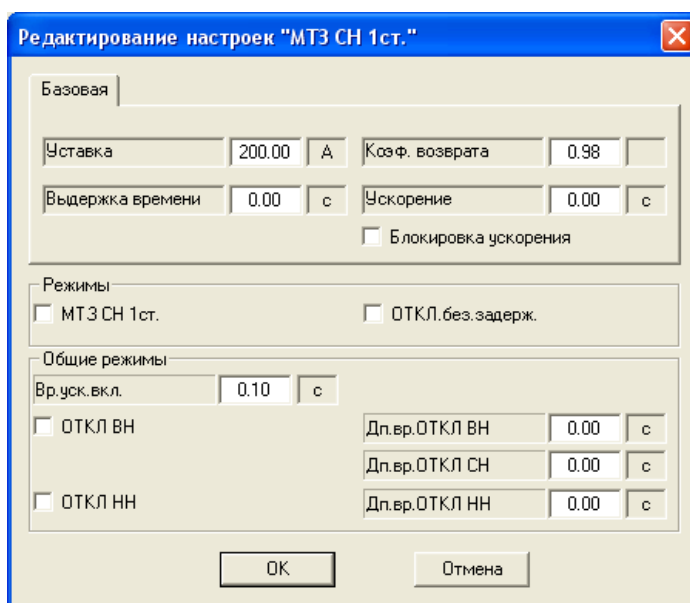 Редактирование настроек "МТЗ СН 1ст."
Базовая
Уставка 200.00 А Коэф. возврата 0.98
Выдержка времени 0.00 с Ускорение 0.00 с
Блокировка ускорения
Режимы
МТЗ СН 1ст. ОТКЛ.без.задерж.
Общие режимы
Вр.уск.вкл. 0.10 с
ОТКЛ ВН Дп.вр.ОТКЛ ВН 0.00 с
Дп.вр.ОТКЛ СН 0.00 с
ОТКЛ НН Дп.вр.ОТКЛ НН 0.00 с
ОК Отмена